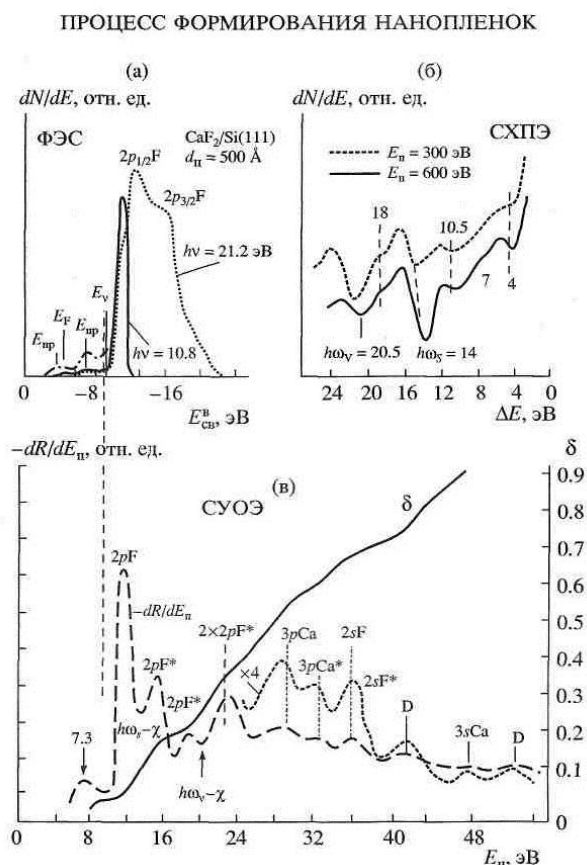 ПРОЦЕСС ФОРМИРОВАНИЯ НАНОПЛЕНОК
(а)
dN/dE, отн. ед.
ФЭС
CaF₂/Si(111)
dп ≈ 500 Å
2p1/2F
2p3/2F
hν = 21.2 эВ
Eν
EF
Eпр
Eпр
hν = 10.8
0
−8
−16
Eᵛсв, эВ
(б)
dN/dE, отн. ед.
СХПЭ
Eп = 300 эВ
Eп = 600 эВ
18
10.5
7
4
hωV = 20.5
hωS = 14
24 20 16 12 8 4 0
ΔE, эВ
−dR/dEп, отн. ед.
(в)
δ
СУОЭ
δ
0.9
0.8
0.7
0.6
0.5
0.4
0.3
0.2
0.1
0
2pF
−dR/dEп
2pF*
2pF*
2×2pF*
×4
3pCa
3pCa*
2sF
2sF*
D
3sCa
D
7.3
hωs−χ
hων−χ
0 8 16 24 32 40 48
Eп, эВ